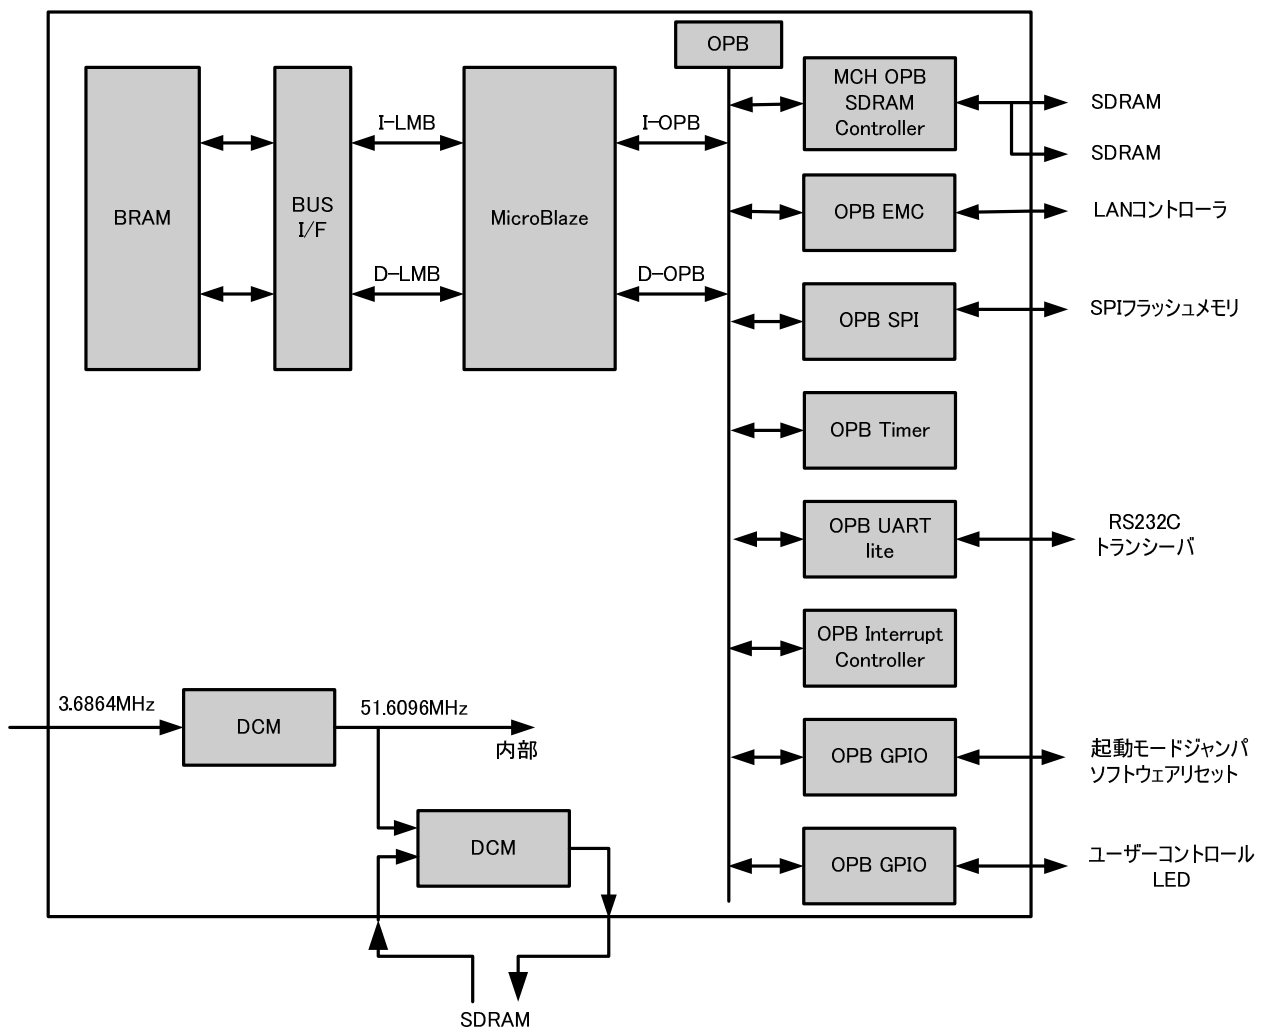 OPB
MCH OPB
SDRAM
Controller
SDRAM
SDRAM
I-LMB
I-OPB
BRAM
BUS
I/F
MicroBlaze
OPB EMC
LANコントローラ
D-LMB
D-OPB
OPB SPI
SPIフラッシュメモリ
OPB Timer
OPB UART
lite
RS232C
トランシーバ
OPB Interrupt
Controller
3.6864MHz
DCM
51.6096MHz
内部
OPB GPIO
起動モードジャンパ
ソフトウェアリセット
DCM
OPB GPIO
ユーザーコントロール
LED
SDRAM